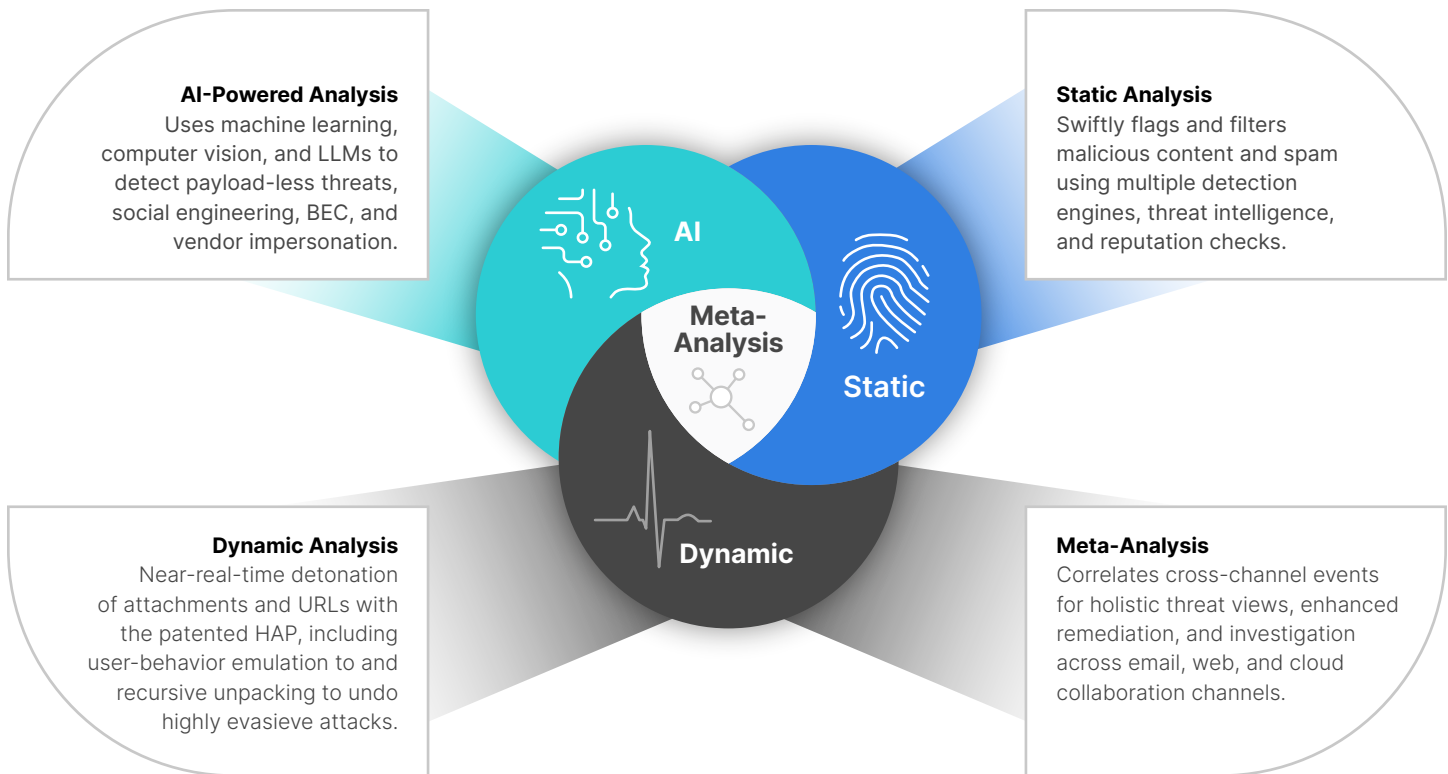 AI-Powered Analysis
Uses machine learning,
computer vision, and LLMs to
detect payload-less threats,
social engineering, BEC, and
vendor impersonation.
Static Analysis
Swiftly flags and filters
malicious content and spam
using multiple detection
engines, threat intelligence,
and reputation checks.
AI
Meta-
Analysis
Static
Dynamic
Dynamic Analysis
Near-real-time detonation
of attachments and URLs with
the patented HAP, including
user-behavior emulation to and
recursive unpacking to undo
highly evasieve attacks.
Meta-Analysis
Correlates cross-channel events
for holistic threat views, enhanced
remediation, and investigation
across email, web, and cloud
collaboration channels.